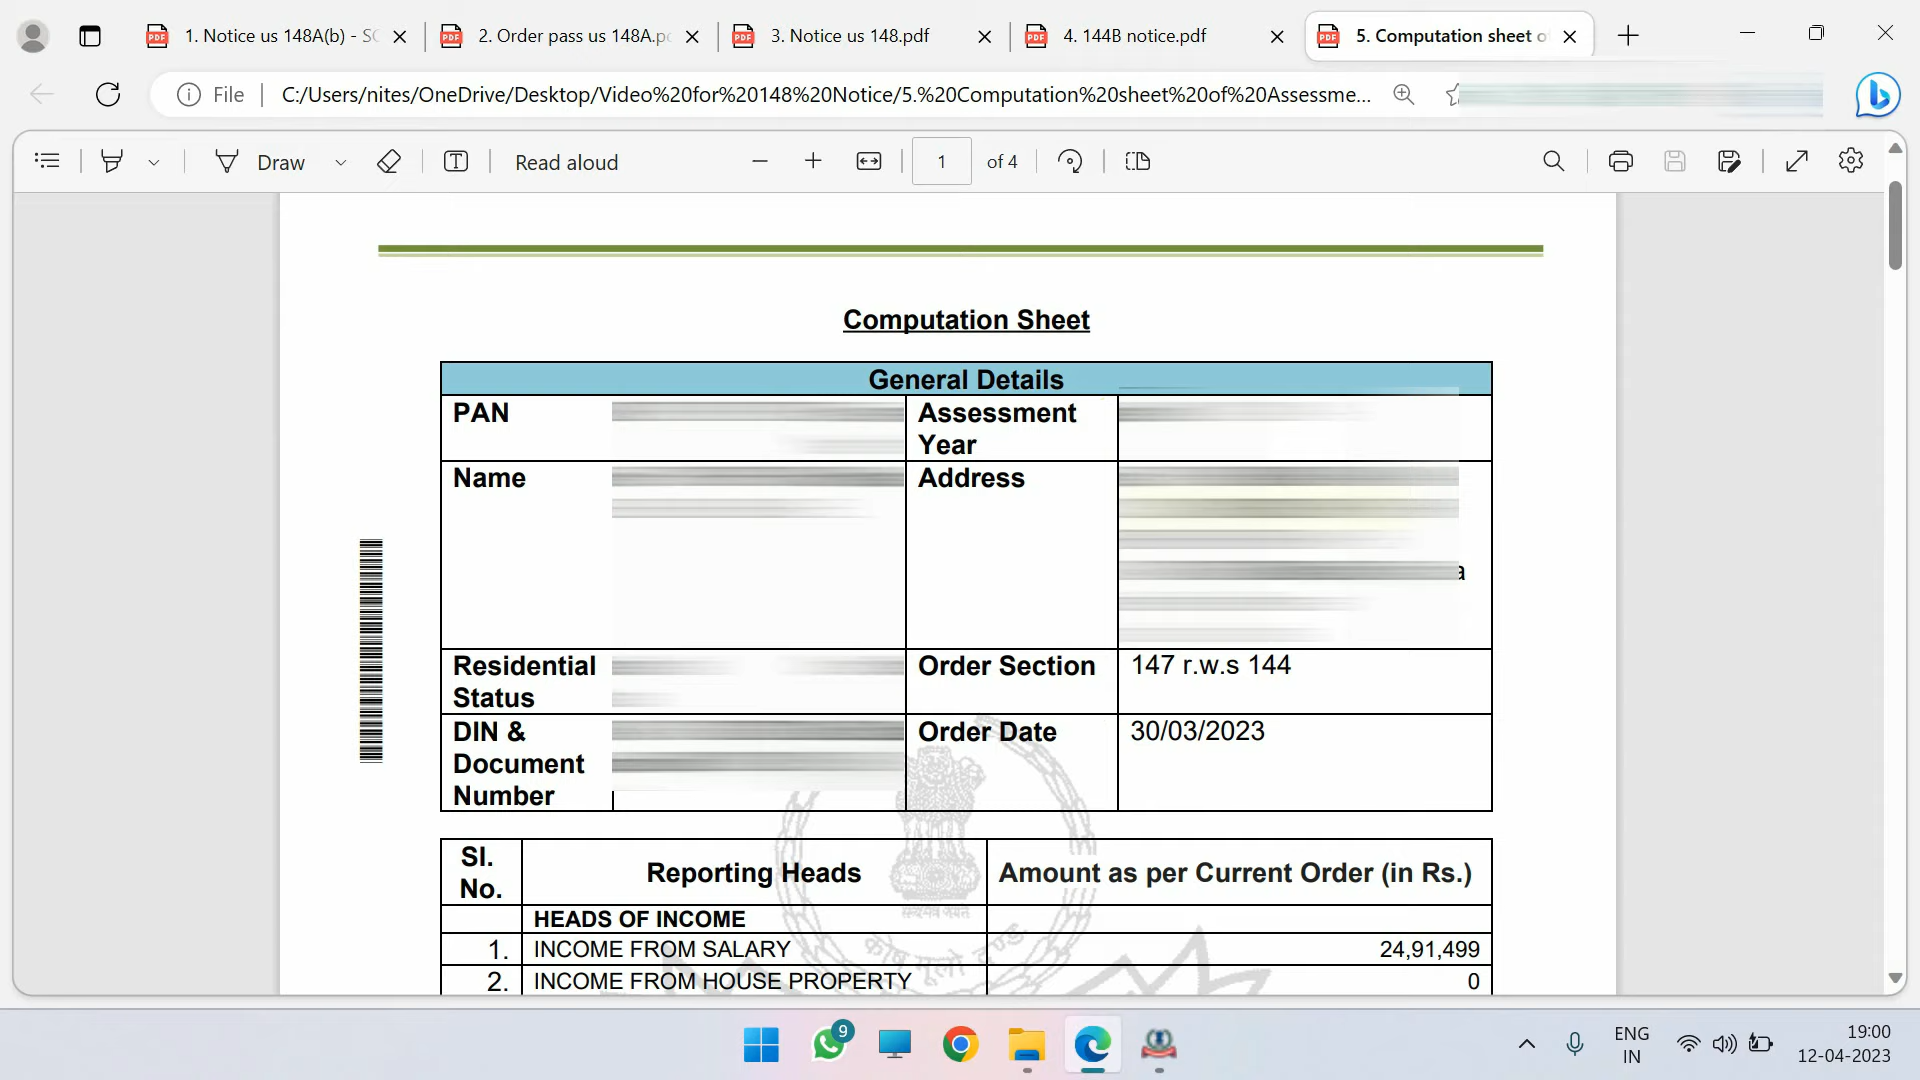 1. Notice us 148A(b) - SC
2. Order pass us 148A.pc
3. Notice us 148.pdf
4. 144B notice.pdf
5. Computation sheet o
File
C:/Users/nites/OneDrive/Desktop/Video%20for%20148%20Notice/5.%20Computation%20sheet%20of%20Assessme...
Draw
Read aloud
1 of 4
Computation Sheet
General Details
PAN
Assessment
Year
Name
Address
a
Residential
Status
Order Section
147 r.w.s 144
DIN &
Document
Number
Order Date
30/03/2023
सत्यमेव जयते
कोष मूलो दण्ड
Sl.
No.
Reporting Heads
Amount as per Current Order (in Rs.)
HEADS OF INCOME
1. INCOME FROM SALARY 24,91,499
2. INCOME FROM HOUSE PROPERTY 0
9
ENG
IN
19:00
12-04-2023